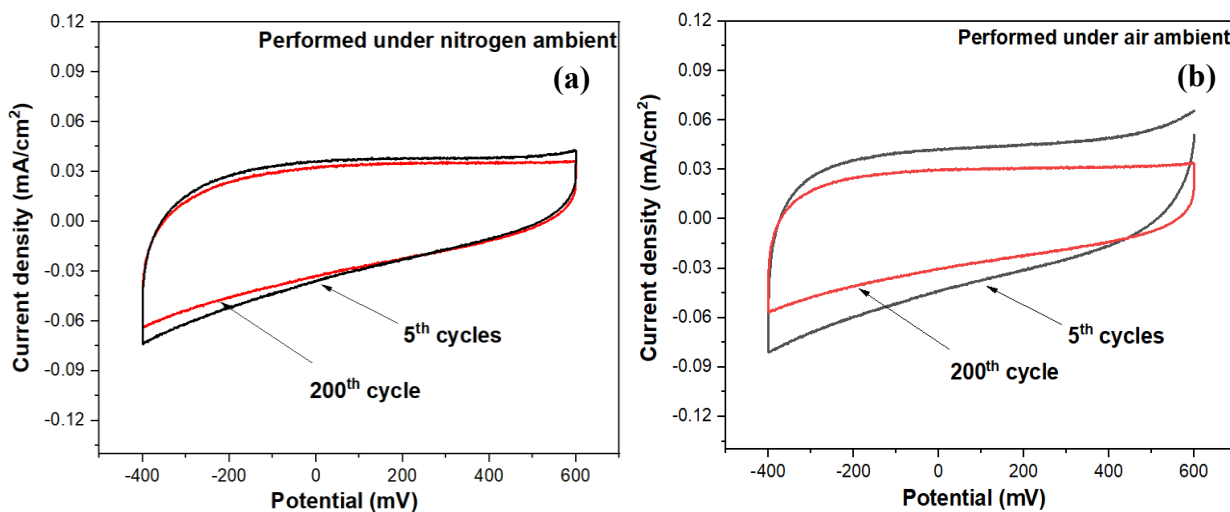 Performed under nitrogen ambient
(a)
0.12
0.09
0.06
0.03
0.00
-0.03
-0.06
-0.09
-0.12
Current density (mA/cm²)
5th cycles
200th cycle
-400
-200
0
200
400
600
Potential (mV)
Performed under air ambient
(b)
0.12
0.09
0.06
0.03
0.00
-0.03
-0.06
-0.09
-0.12
Current density (mA/cm²)
5th cycles
200th cycle
-400
-200
0
200
400
600
Potential (mV)